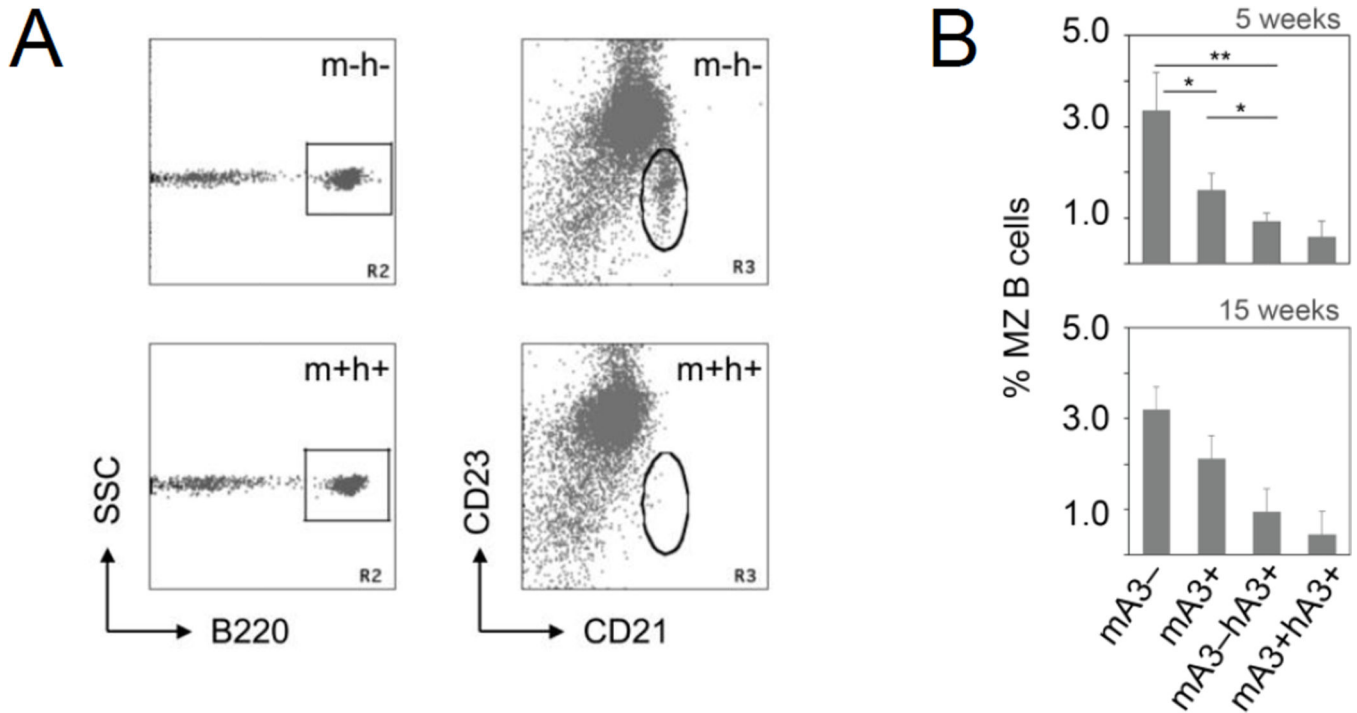 A
m-h-
R2
m-h-
R3
m+h+
R2
m+h+
R3
SSC
B220
CD23
CD21
B
5 weeks
5.0
3.0
1.0
**
*
*
% MZ B cells
15 weeks
5.0
3.0
1.0
mA3–
mA3+
mA3–hA3+
mA3+hA3+